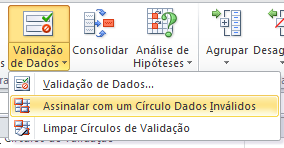 Validação de Dados
Consolidar
Análise de Hipóteses
Agrupar
Validação de Dados...
Assinalar com um Círculo Dados Inválidos
Limpar Círculos de Validação